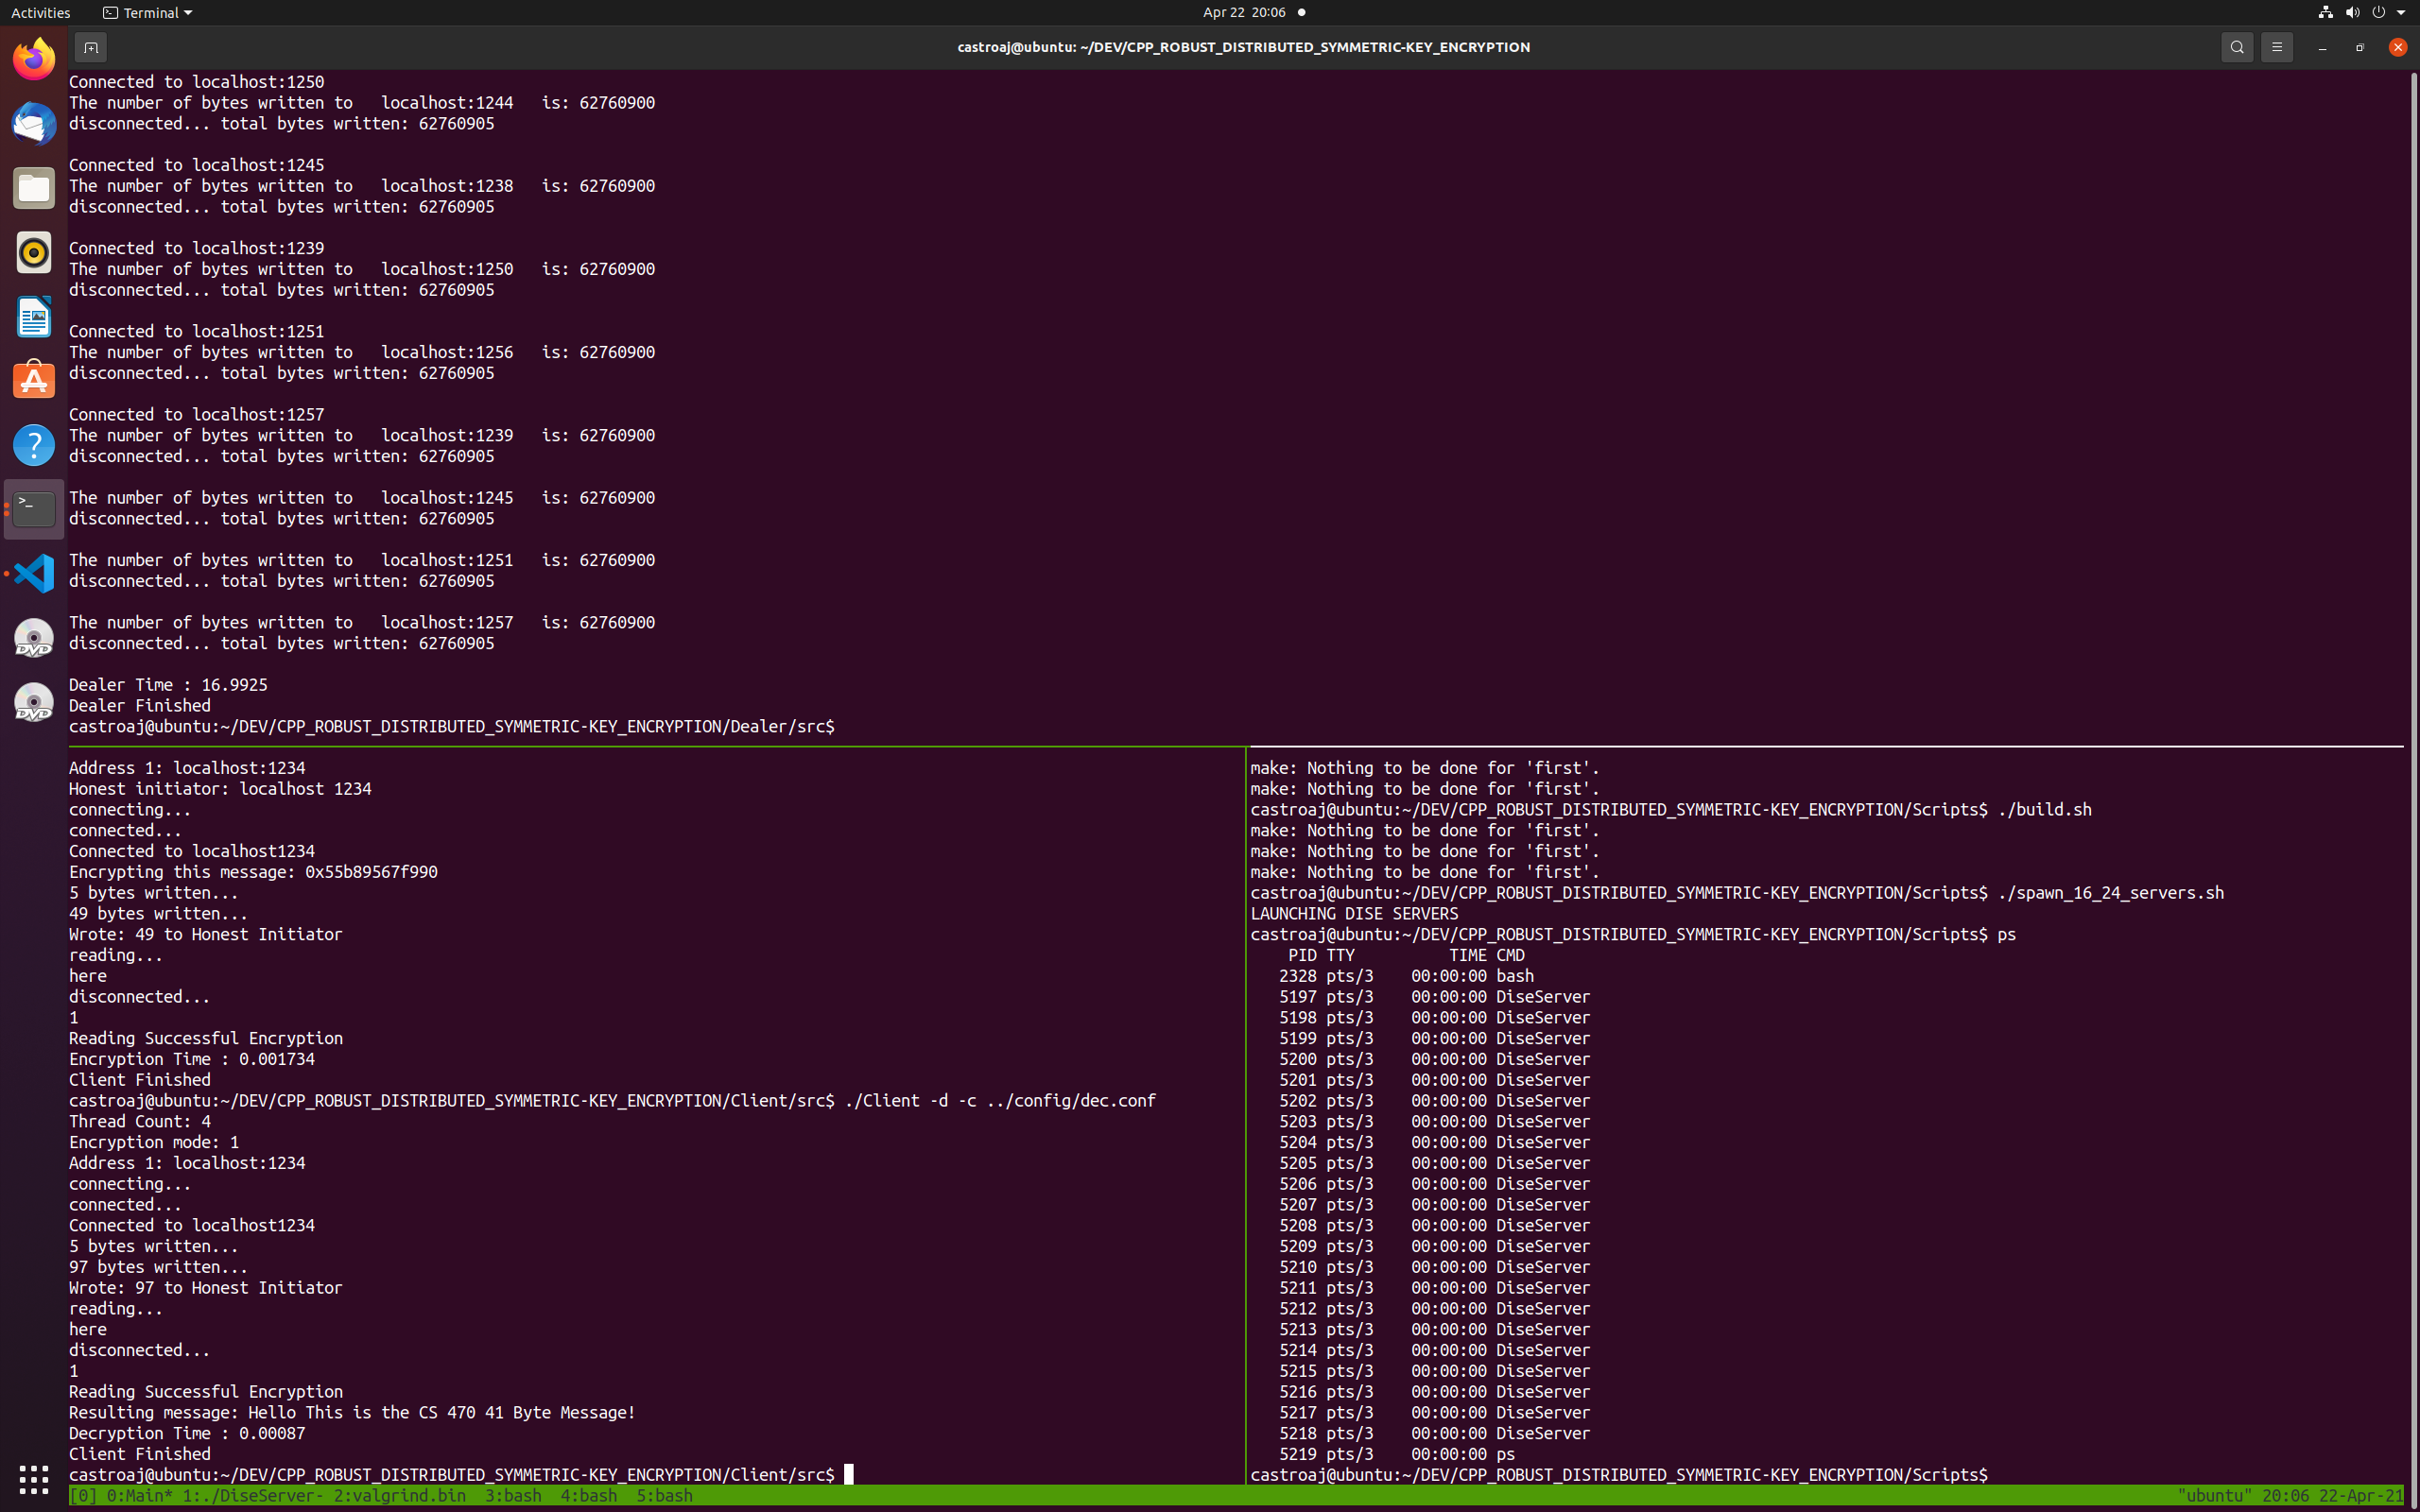 Activities
Terminal
Apr 22 20:06
castroaj@ubuntu: ~/DEV/CPP_ROBUST_DISTRIBUTED_SYMMETRIC-KEY_ENCRYPTION
Connected to localhost:1250
The number of bytes written to   localhost:1244   is: 62760900
disconnected... total bytes written: 62760905
Connected to localhost:1245
The number of bytes written to   localhost:1238   is: 62760900
disconnected... total bytes written: 62760905
Connected to localhost:1239
The number of bytes written to   localhost:1250   is: 62760900
disconnected... total bytes written: 62760905
Connected to localhost:1251
The number of bytes written to   localhost:1256   is: 62760900
disconnected... total bytes written: 62760905
Connected to localhost:1257
The number of bytes written to   localhost:1239   is: 62760900
disconnected... total bytes written: 62760905
The number of bytes written to   localhost:1245   is: 62760900
disconnected... total bytes written: 62760905
The number of bytes written to   localhost:1251   is: 62760900
disconnected... total bytes written: 62760905
The number of bytes written to   localhost:1257   is: 62760900
disconnected... total bytes written: 62760905
Dealer Time : 16.9925
Dealer Finished
castroaj@ubuntu:~/DEV/CPP_ROBUST_DISTRIBUTED_SYMMETRIC-KEY_ENCRYPTION/Dealer/src$
Address 1: localhost:1234
Honest initiator: localhost 1234
connecting...
connected...
Connected to localhost1234
Encrypting this message: 0x55b89567f990
5 bytes written...
49 bytes written...
Wrote: 49 to Honest Initiator
reading...
here
disconnected...
1
Reading Successful Encryption
Encryption Time : 0.001734
Client Finished
castroaj@ubuntu:~/DEV/CPP_ROBUST_DISTRIBUTED_SYMMETRIC-KEY_ENCRYPTION/Client/src$ ./Client -d -c ../config/dec.conf
Thread Count: 4
Encryption mode: 1
Address 1: localhost:1234
connecting...
connected...
Connected to localhost1234
5 bytes written...
97 bytes written...
Wrote: 97 to Honest Initiator
reading...
here
disconnected...
1
Reading Successful Encryption
Resulting message: Hello This is the CS 470 41 Byte Message!
Decryption Time : 0.00087
Client Finished
castroaj@ubuntu:~/DEV/CPP_ROBUST_DISTRIBUTED_SYMMETRIC-KEY_ENCRYPTION/Client/src$
make: Nothing to be done for 'first'.
make: Nothing to be done for 'first'.
castroaj@ubuntu:~/DEV/CPP_ROBUST_DISTRIBUTED_SYMMETRIC-KEY_ENCRYPTION/Scripts$ ./build.sh
make: Nothing to be done for 'first'.
make: Nothing to be done for 'first'.
make: Nothing to be done for 'first'.
castroaj@ubuntu:~/DEV/CPP_ROBUST_DISTRIBUTED_SYMMETRIC-KEY_ENCRYPTION/Scripts$ ./spawn_16_24_servers.sh
LAUNCHING DISE SERVERS
castroaj@ubuntu:~/DEV/CPP_ROBUST_DISTRIBUTED_SYMMETRIC-KEY_ENCRYPTION/Scripts$ ps
PID TTY          TIME CMD
2328 pts/3    00:00:00 bash
5197 pts/3    00:00:00 DiseServer
5198 pts/3    00:00:00 DiseServer
5199 pts/3    00:00:00 DiseServer
5200 pts/3    00:00:00 DiseServer
5201 pts/3    00:00:00 DiseServer
5202 pts/3    00:00:00 DiseServer
5203 pts/3    00:00:00 DiseServer
5204 pts/3    00:00:00 DiseServer
5205 pts/3    00:00:00 DiseServer
5206 pts/3    00:00:00 DiseServer
5207 pts/3    00:00:00 DiseServer
5208 pts/3    00:00:00 DiseServer
5209 pts/3    00:00:00 DiseServer
5210 pts/3    00:00:00 DiseServer
5211 pts/3    00:00:00 DiseServer
5212 pts/3    00:00:00 DiseServer
5213 pts/3    00:00:00 DiseServer
5214 pts/3    00:00:00 DiseServer
5215 pts/3    00:00:00 DiseServer
5216 pts/3    00:00:00 DiseServer
5217 pts/3    00:00:00 DiseServer
5218 pts/3    00:00:00 DiseServer
5219 pts/3    00:00:00 ps
castroaj@ubuntu:~/DEV/CPP_ROBUST_DISTRIBUTED_SYMMETRIC-KEY_ENCRYPTION/Scripts$
[0] 0:Main* 1:./DiseServer- 2:valgrind.bin  3:bash  4:bash  5:bash
"ubuntu" 20:06 22-Apr-21
DVD
DVD